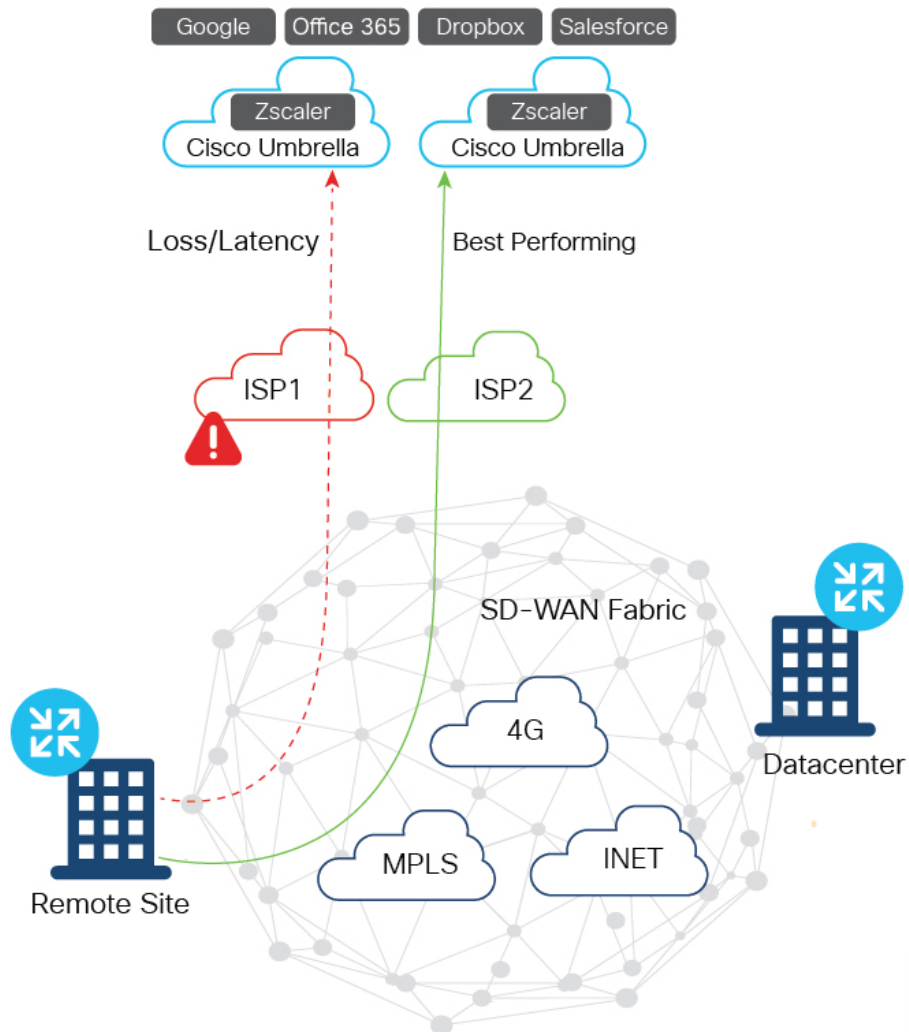 Google Office 365 Dropbox Salesforce
Zscaler Zscaler
Cisco Umbrella Cisco Umbrella
Loss/Latency Best Performing
ISP1 ISP2
SD-WAN Fabric
4G
Datacenter
MPLS INET
Remote Site